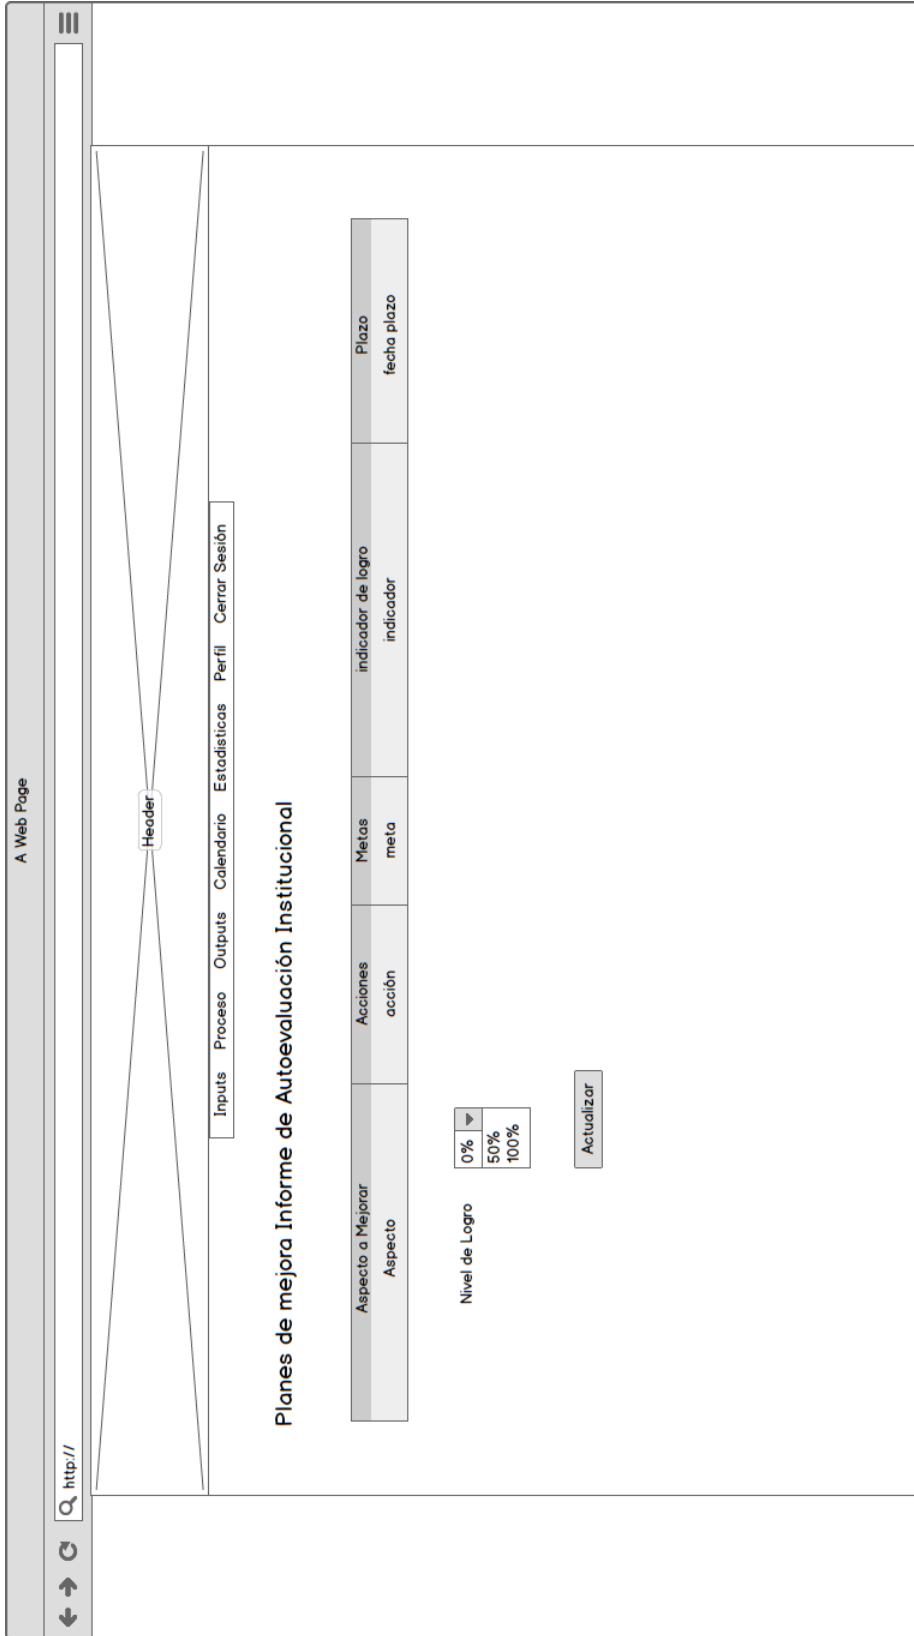 A Web Page
http://
Header
Inputs Proceso Outputs Calendario Estadisticas Perfil Cerrar Sesión
Planes de mejora Informe de Autoevaluación Institucional
Aspecto a Mejorar Acciones Metas indicador de logro Plazo
Aspecto acción meta indicador fecha plazo
Nivel de Logro 0%
50%
100%
Actualizar